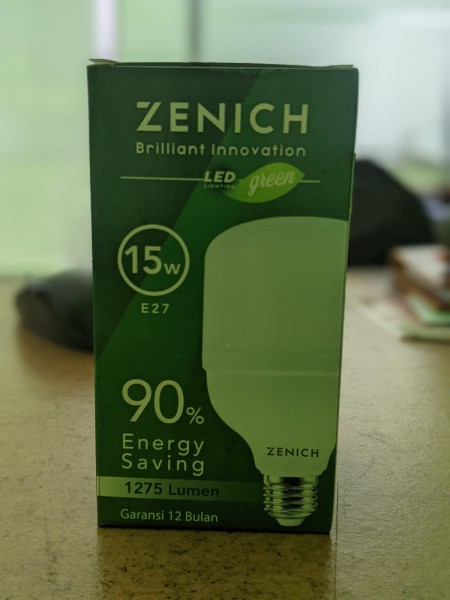 ZENICH
Brilliant Innovation
LED green
LIGHTING
15W
E27
90%
Energy
Saving
ZENICH
1275 Lumen
Garansi 12 Bulan